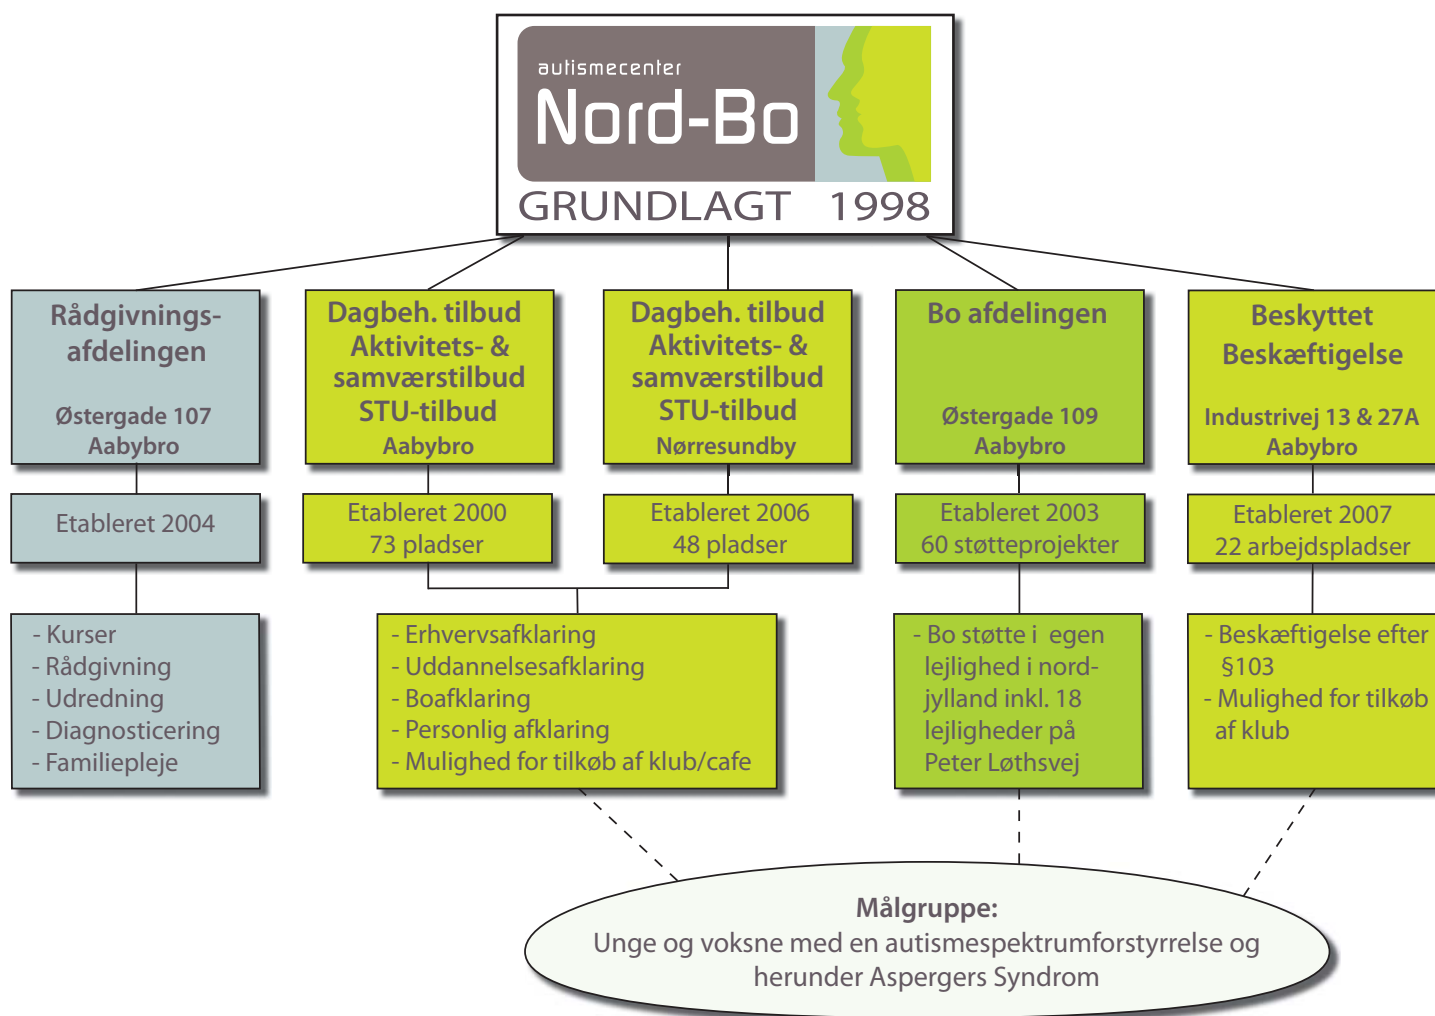 autismecenter
Nord-Bo
GRUNDLAGT 1998
Rådgivnings-
afdelingen
Østergade 107
Aabybro
Etableret 2004
- Kurser
- Rådgivning
- Udredning
- Diagnosticering
- Familiepleje
Dagbeh. tilbud
Aktivitets- &
samværstilbud
STU-tilbud
Aabybro
Etableret 2000
73 pladser
Dagbeh. tilbud
Aktivitets- &
samværstilbud
STU-tilbud
Nørresundby
Etableret 2006
48 pladser
- Erhvervsafklaring
- Uddannelsesafklaring
- Boafklaring
- Personlig afklaring
- Mulighed for tilkøb af klub/cafe
Bo afdelingen
Østergade 109
Aabybro
Etableret 2003
60 støtteprojekter
- Bo støtte i egen
lejlighed i nord-
jylland inkl. 18
lejligheder på
Peter Løthsvej
Beskyttet
Beskæftigelse
Industrivej 13 & 27A
Aabybro
Etableret 2007
22 arbejdspladser
- Beskæftigelse efter
§103
- Mulighed for tilkøb
af klub
Målgruppe:
Unge og voksne med en autismespektrumforstyrrelse og
herunder Aspergers Syndrom